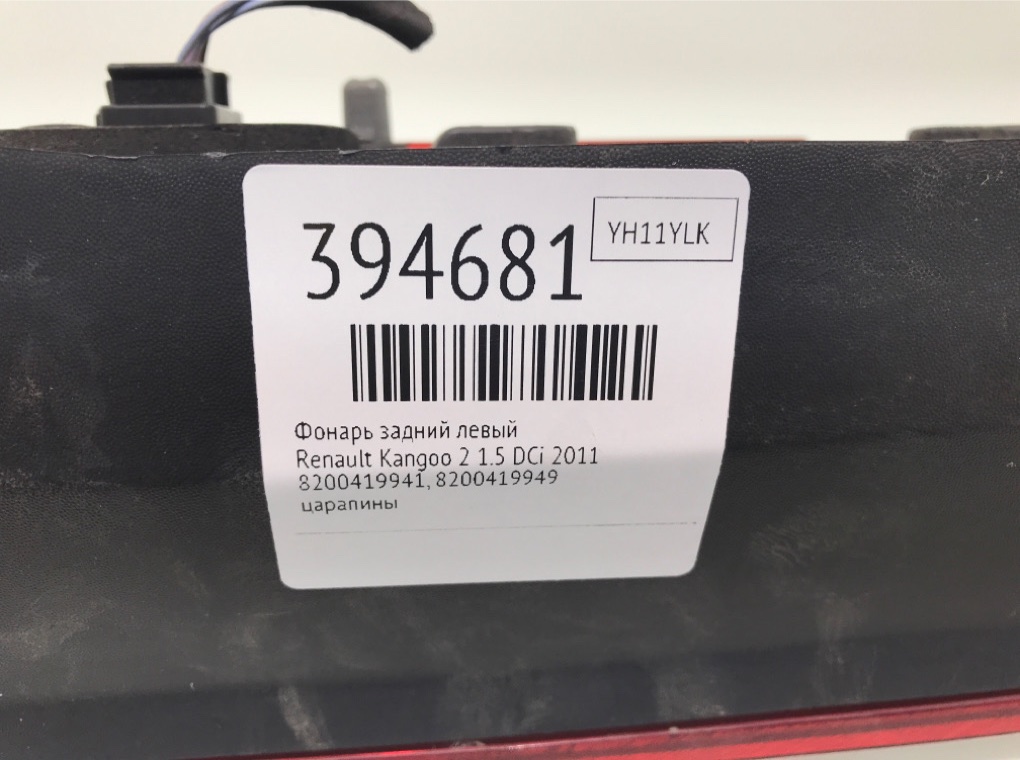 394681
YH11YLK
Фонарь задний левый
Renault Kangoo 2 1.5 DCi 2011
8200419941, 8200419949
царапины